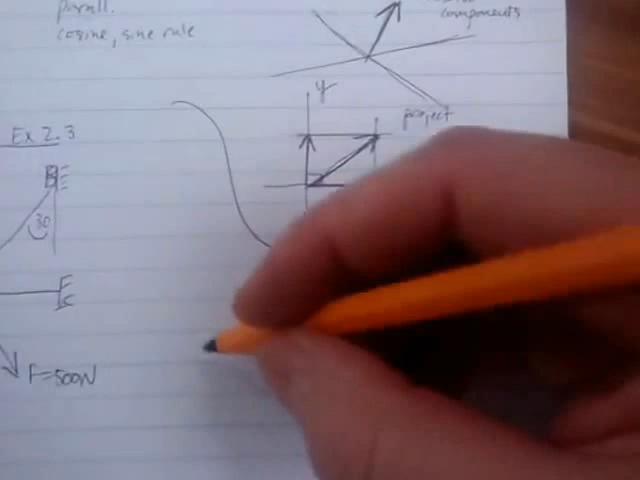 parall.
cosine, sine rule
components
y
project
Ex 2.3
B
30
C
F=500N